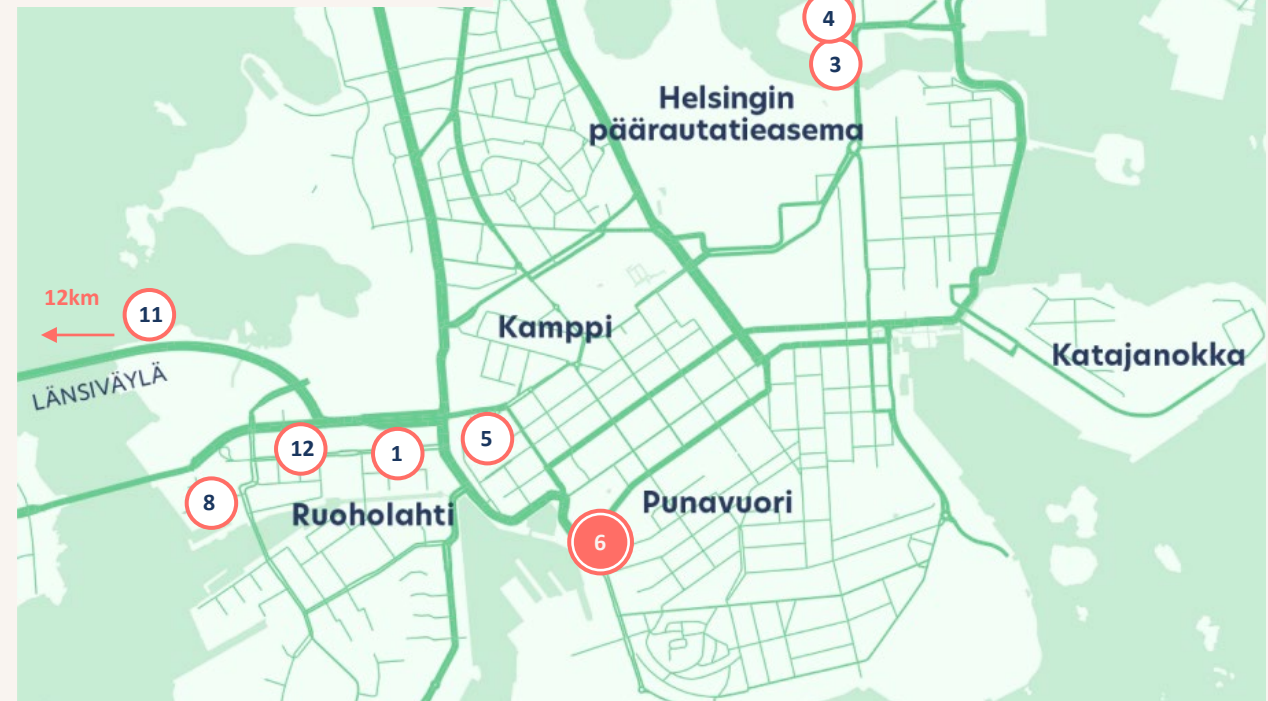 4
3
Helsingin
päärautatieasema
12km
11
Kamppi
Katajanokka
LÄNSIVÄYLÄ
5
12
1
8
Ruoholahti
Punavuori
6